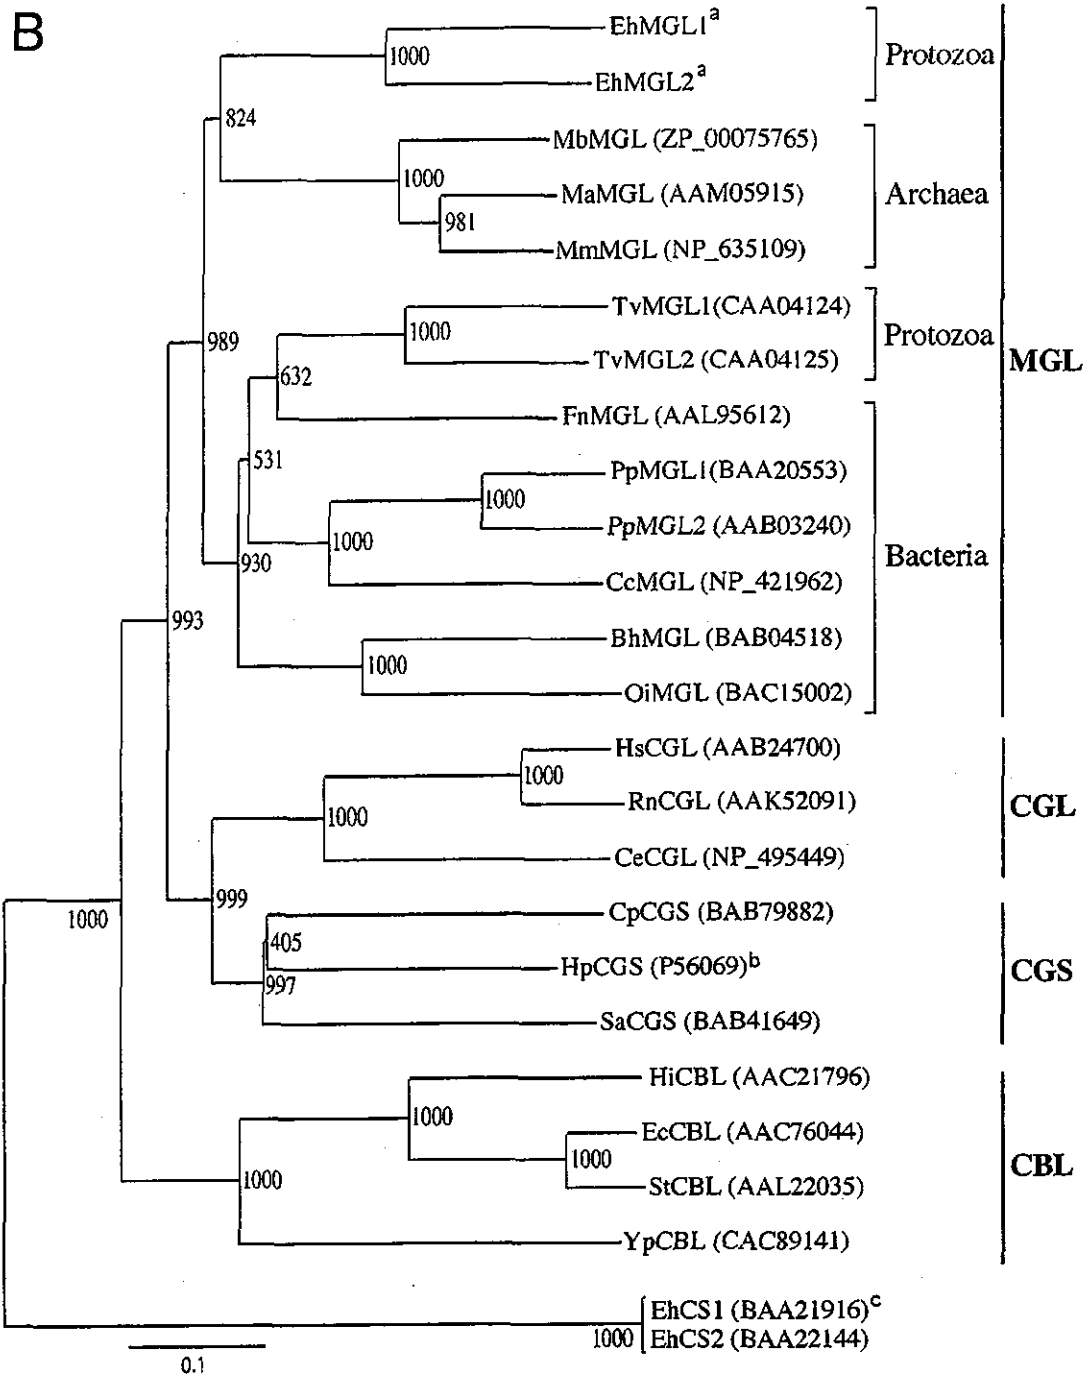 B
EhMGL1a
1000
Protozoa
EhMGL2a
824
MbMGL (ZP_00075765)
1000
MaMGL (AAM05915)
Archaea
981
MmMGL (NP_635109)
TvMGL1(CAA04124)
1000
Protozoa
989
MGL
TvMGL2 (CAA04125)
632
FnMGL (AAL95612)
531
PpMGL1(BAA20553)
1000
PpMGL2 (AAB03240)
1000
Bacteria
930
CcMGL (NP_421962)
993
BhMGL (BAB04518)
1000
OiMGL (BAC15002)
HsCGL (AAB24700)
1000
RnCGL (AAK52091)
CGL
1000
CeCGL (NP_495449)
999
1000
CpCGS (BAB79882)
405
HpCGS (P56069)b
CGS
997
SaCGS (BAB41649)
HiCBL (AAC21796)
1000
EcCBL (AAC76044)
1000
CBL
1000
StCBL (AAL22035)
YpCBL (CAC89141)
EhCS1 (BAA21916)c
1000
EhCS2 (BAA22144)
0.1